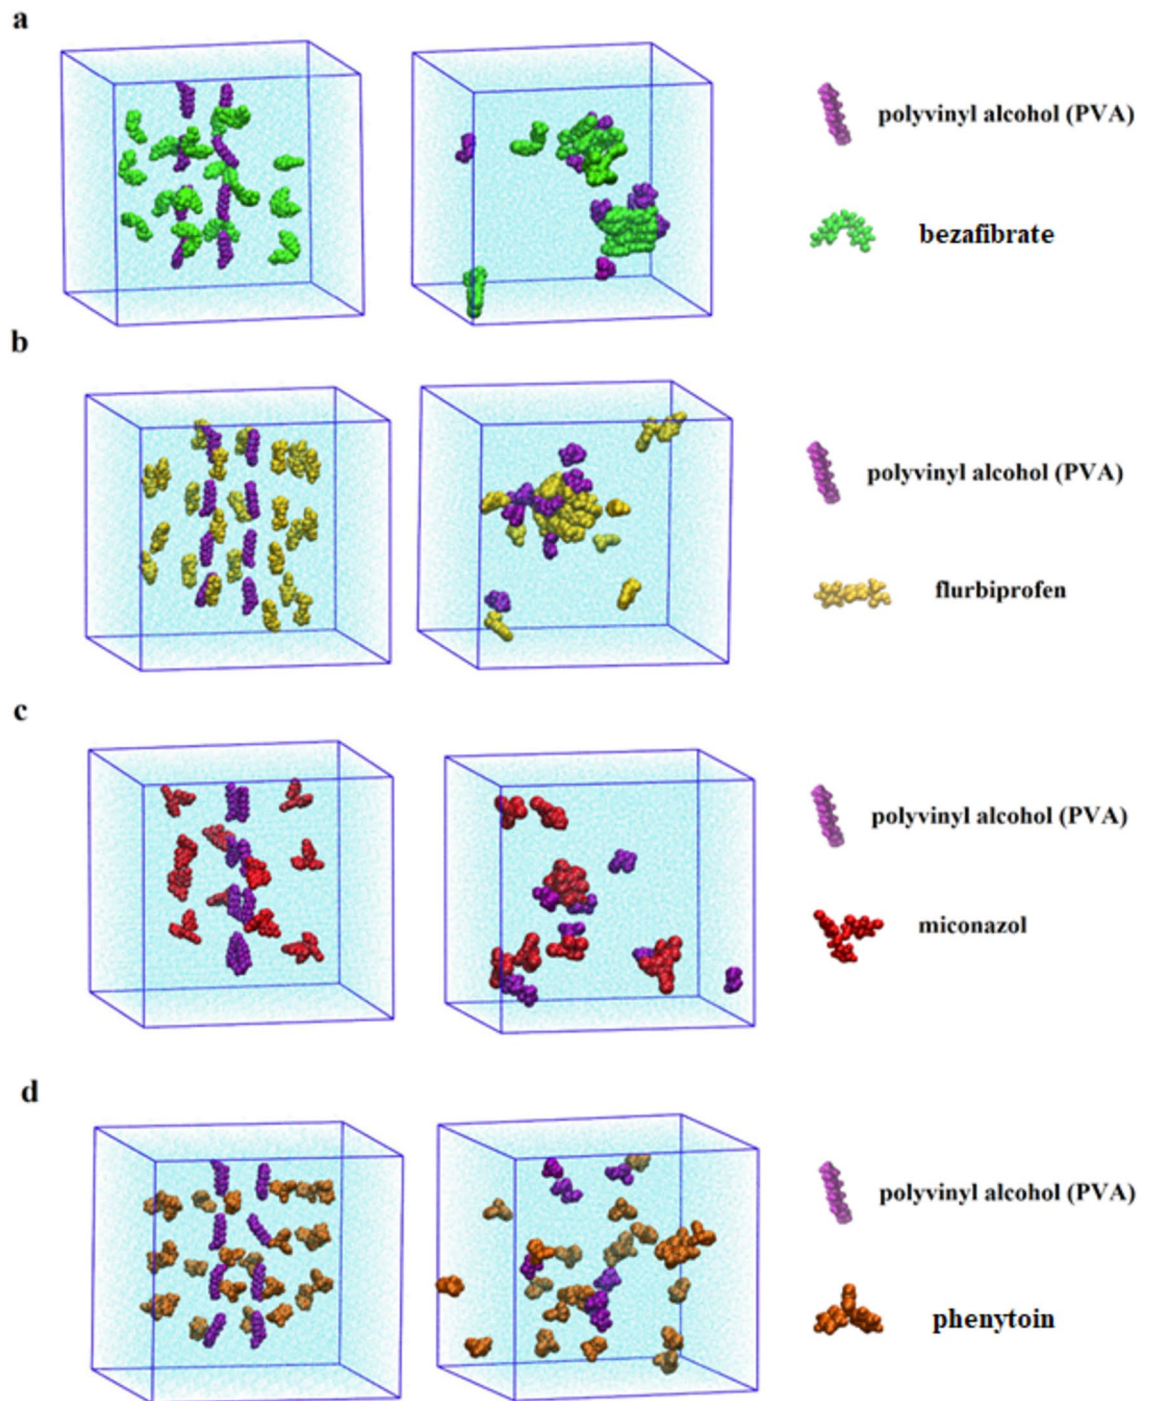 a
polyvinyl alcohol (PVA)
bezafibrate
b
polyvinyl alcohol (PVA)
flurbiprofen
c
polyvinyl alcohol (PVA)
miconazol
d
polyvinyl alcohol (PVA)
phenytoin